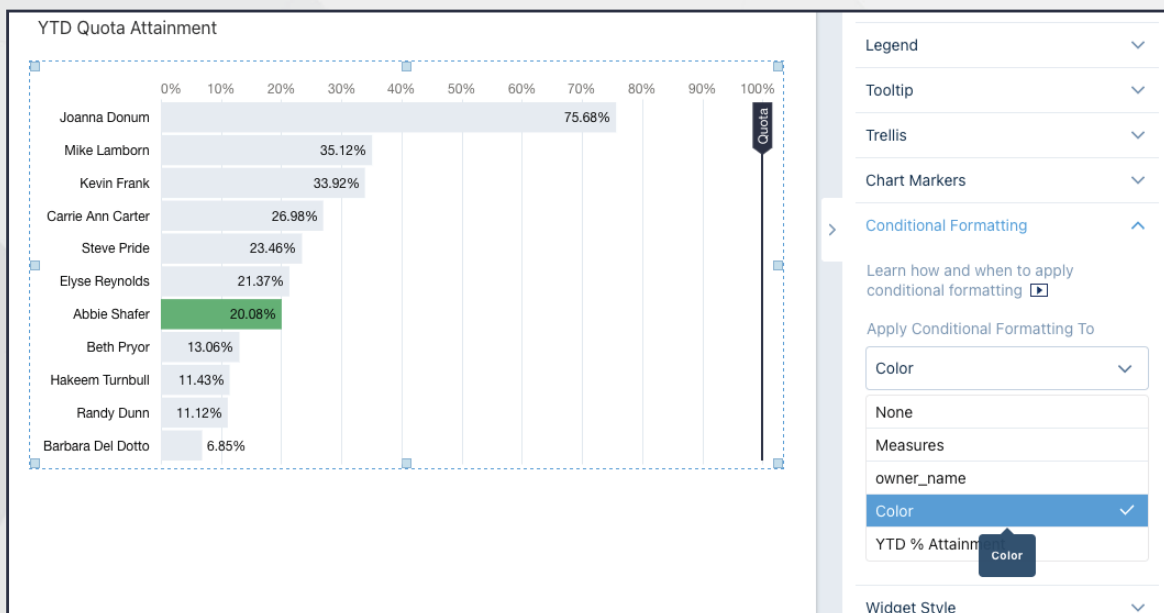 YTD Quota Attainment
0% 10% 20% 30% 40% 50% 60% 70% 80% 90% 100%
Quota
Joanna Donum 75.68%
Mike Lamborn 35.12%
Kevin Frank 33.92%
Carrie Ann Carter 26.98%
Steve Pride 23.46%
Elyse Reynolds 21.37%
Abbie Shafer 20.08%
Beth Pryor 13.06%
Hakeem Turnbull 11.43%
Randy Dunn 11.12%
Barbara Del Dotto 6.85%
Legend
Tooltip
Trellis
Chart Markers
Conditional Formatting
Learn how and when to apply
conditional formatting
Apply Conditional Formatting To
Color
None
Measures
owner_name
Color
YTD % Attainm
Color
Widget Style